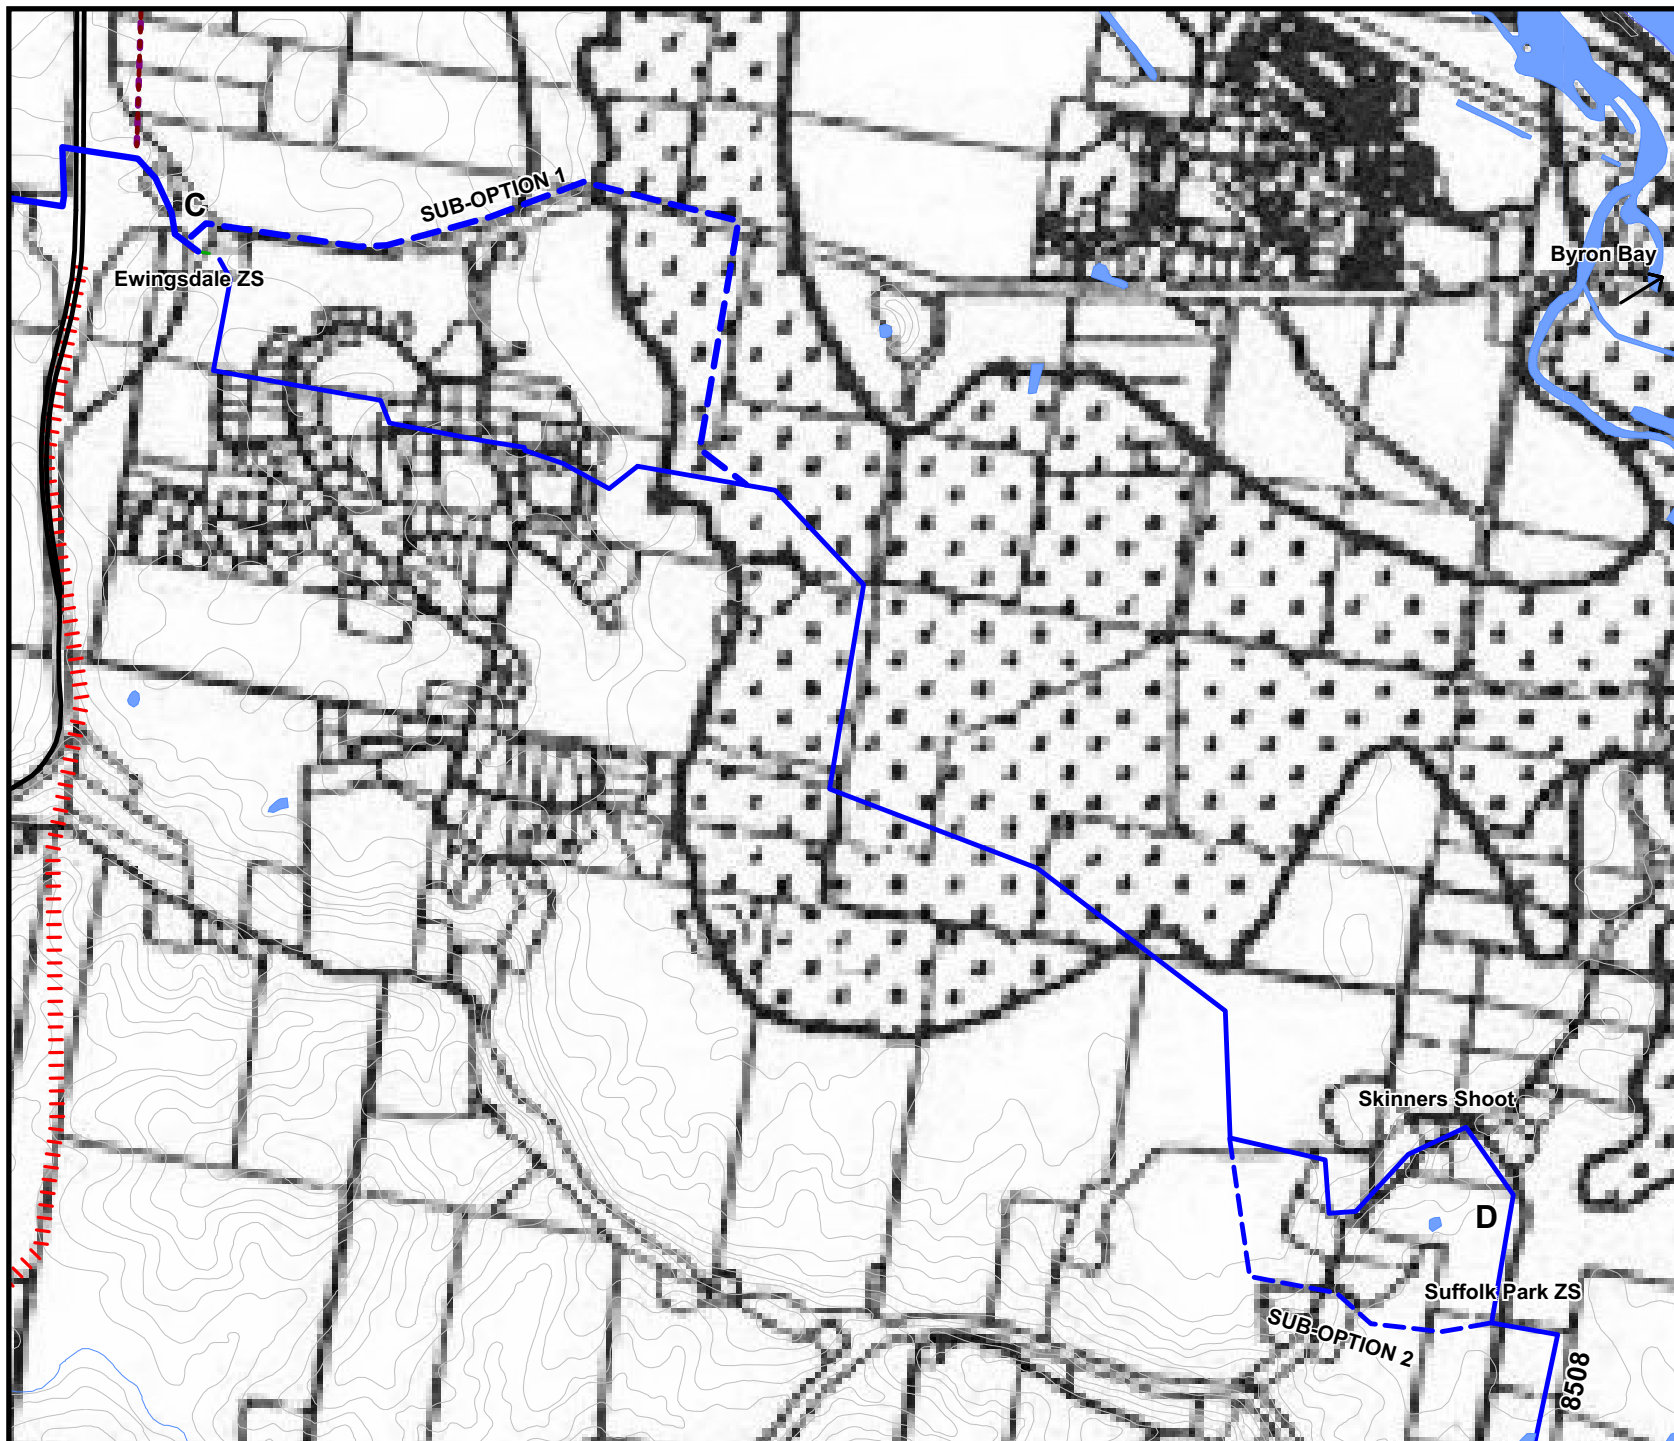 SUB-OPTION 1
C
Byron Bay
Ewingsdale ZS
Skinners Shoot
D
Suffolk Park ZS
SUB-OPTION 2
8508